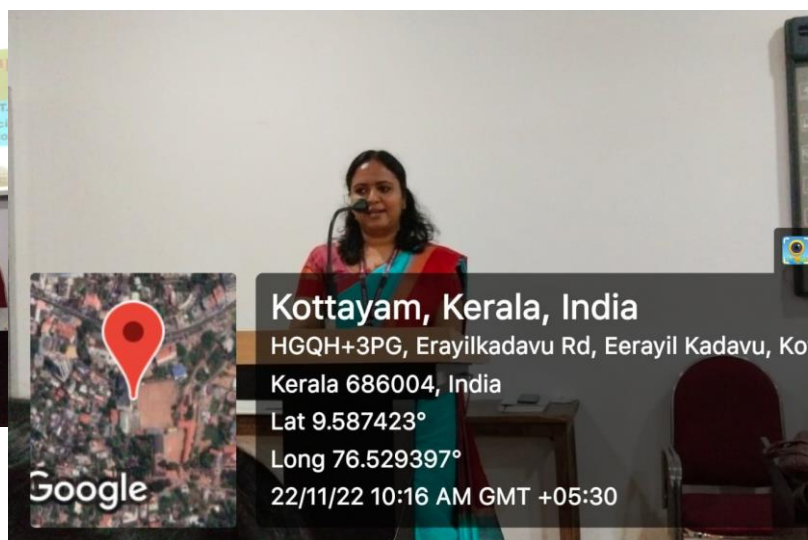 Kottayam, Kerala, India
HGQH+3PG, Erayilkadavu Rd, Eerayil Kadavu, Ko
Kerala 686004, India
Lat 9.587423°
Long 76.529397°
22/11/22 10:16 AM GMT +05:30
Google